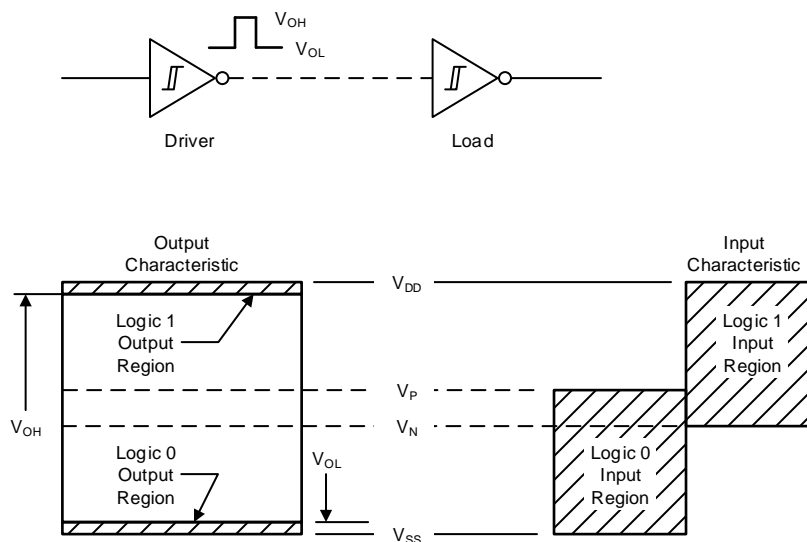 VOH
VOL
Driver
Load
Output
Characteristic
Input
Characteristic
VDD
Logic 1
Output
Region
Logic 1
Input
Region
VP
VN
VOH
Logic 0
Output
Region
VOL
Logic 0
Input
Region
VSS